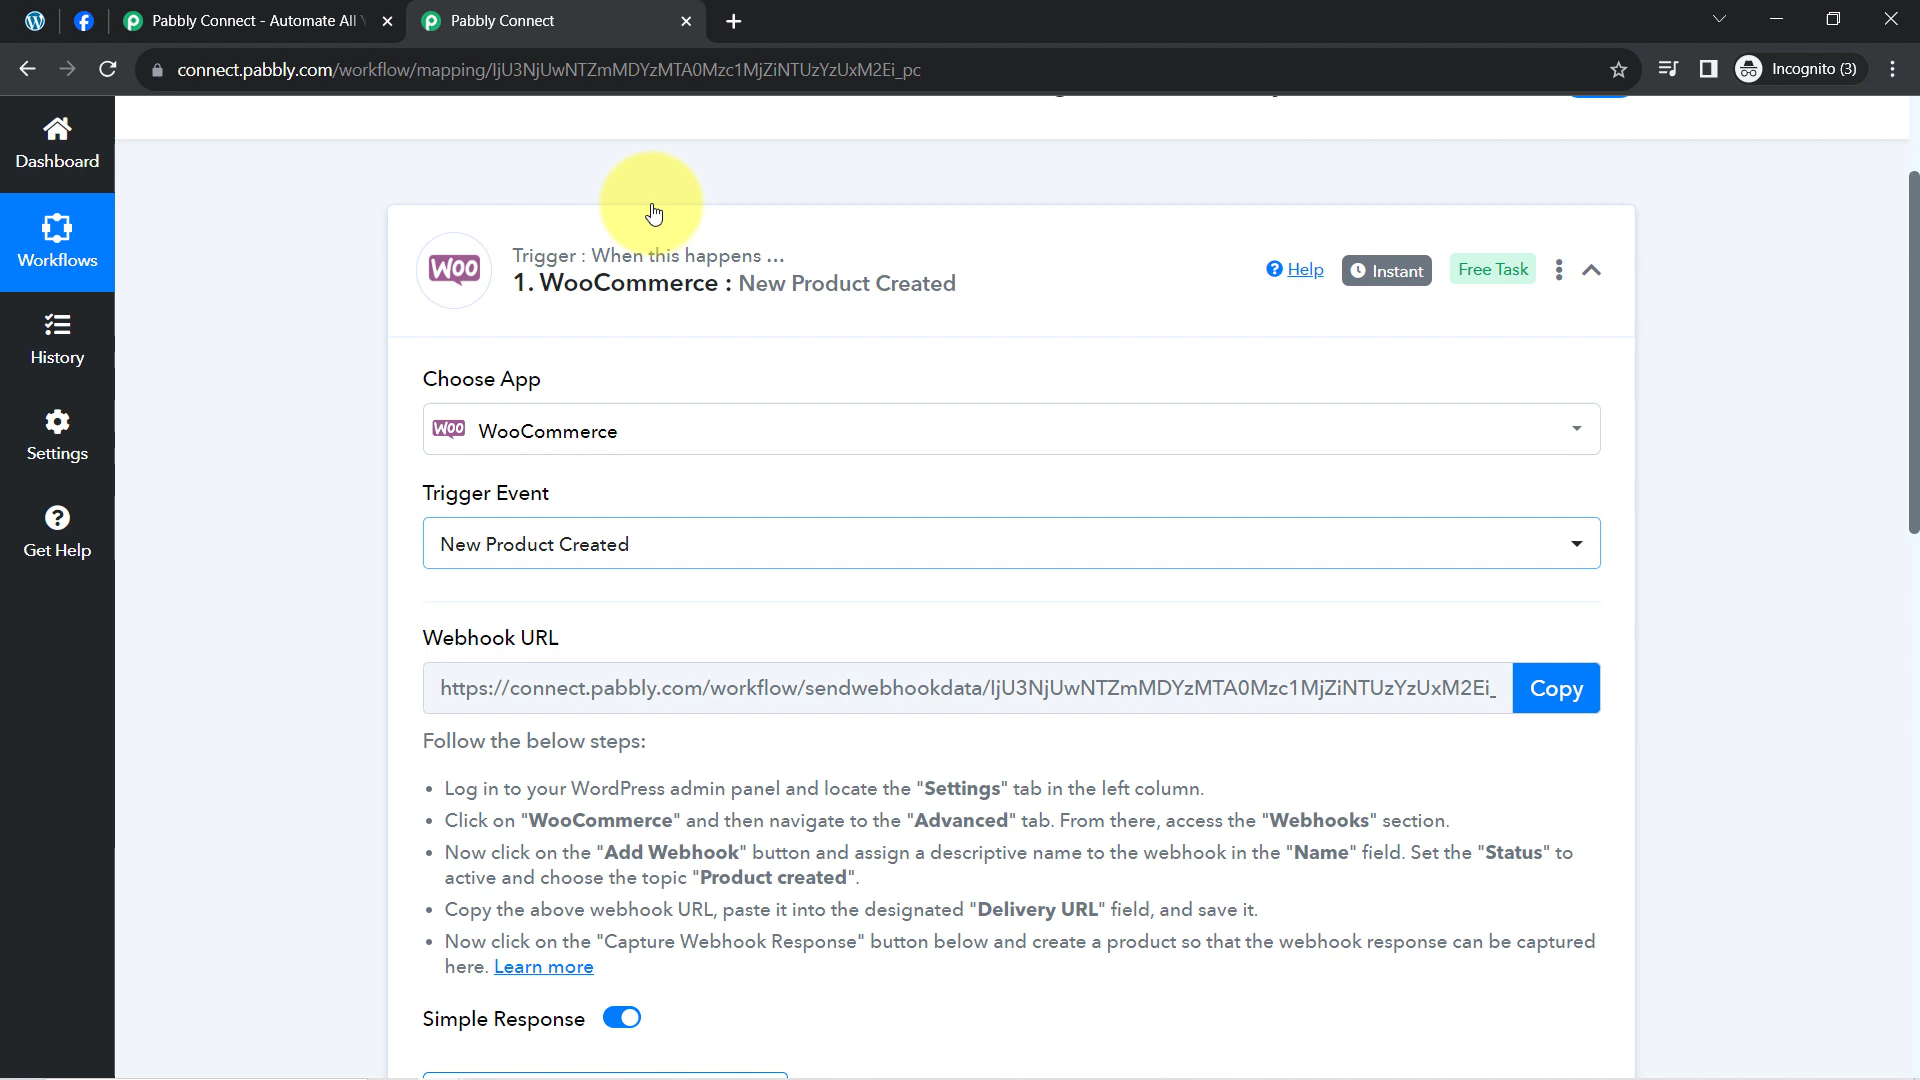 Pabbly Connect - Automate All Y
Pabbly Connect
connect.pabbly.com/workflow/mapping/IjU3NjUwNTZmMDYzMTA0Mzc1MjZiNTUzYzUxM2Ei_pc
Incognito (3)
Dashboard
Workflows
History
Settings
Get Help
WOO
Trigger : When this happens ...
1. WooCommerce : New Product Created
Help
Instant
Free Task
Choose App
WOO WooCommerce
Trigger Event
New Product Created
Webhook URL
https://connect.pabbly.com/workflow/sendwebhookdata/IjU3NjUwNTZmMDYzMTA0Mzc1MjZiNTUzYzUxM2Ei_
Copy
Follow the below steps:
• Log in to your WordPress admin panel and locate the "Settings" tab in the left column.
• Click on "WooCommerce" and then navigate to the "Advanced" tab. From there, access the "Webhooks" section.
• Now click on the "Add Webhook" button and assign a descriptive name to the webhook in the "Name" field. Set the "Status" to
active and choose the topic "Product created".
• Copy the above webhook URL, paste it into the designated "Delivery URL" field, and save it.
• Now click on the "Capture Webhook Response" button below and create a product so that the webhook response can be captured
here. Learn more
Simple Response